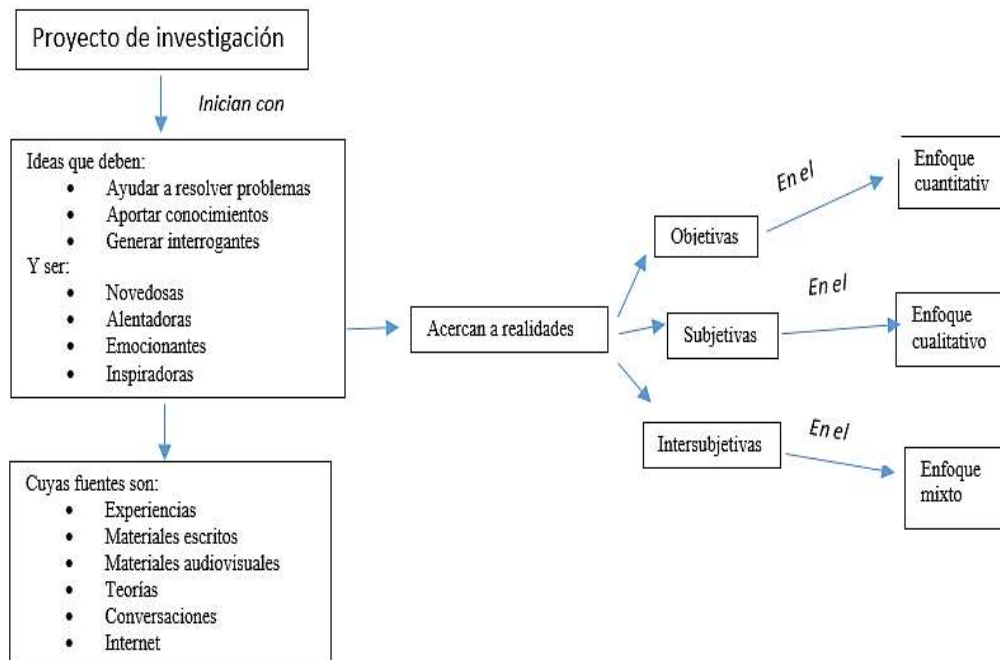 Proyecto de investigación
Inician con
Ideas que deben:
• Ayudar a resolver problemas
• Aportar conocimientos
• Generar interrogantes
Y ser:
• Novedosas
• Alentadoras
• Emocionantes
• Inspiradoras
Cuyas fuentes son:
• Experiencias
• Materiales escritos
• Materiales audiovisuales
• Teorías
• Conversaciones
• Internet
Acercan a realidades
Objetivas
En el
Enfoque
cuantitativ
Subjetivas
En el
Enfoque
cualitativo
Intersubjetivas
En el
Enfoque
mixto